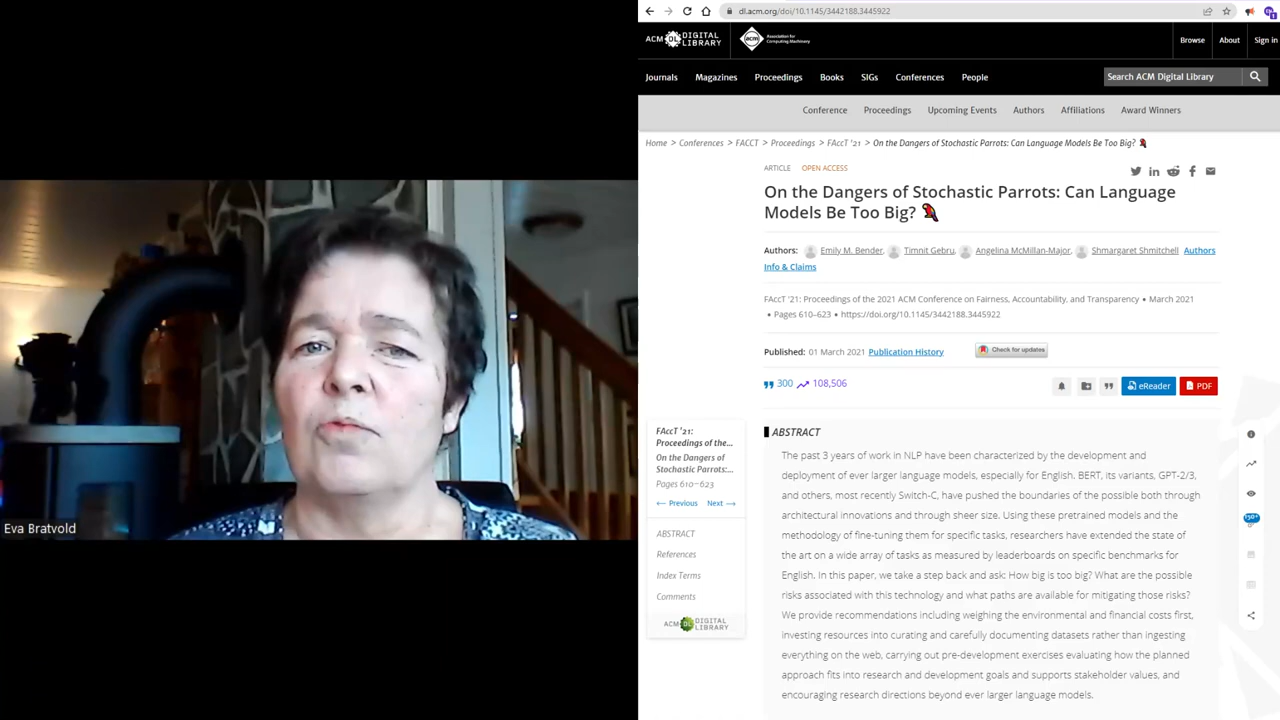 Eva Bratvold
dl.acm.org/doi/10.1145/3442188.3445922
ACM DL DIGITAL LIBRARY
acm Association for Computing Machinery
Browse About Sign in
Journals Magazines Proceedings Books SIGs Conferences People
Search ACM Digital Library
Conference Proceedings Upcoming Events Authors Affiliations Award Winners
Home > Conferences > FACCT > Proceedings > FAccT '21 > On the Dangers of Stochastic Parrots: Can Language Models Be Too Big? 🦜
ARTICLE OPEN ACCESS
On the Dangers of Stochastic Parrots: Can Language
Models Be Too Big? 🦜
Authors: Emily M. Bender, Timnit Gebru, Angelina McMillan-Major, Shmargaret Shmitchell Authors
Info & Claims
FAccT '21: Proceedings of the 2021 ACM Conference on Fairness, Accountability, and Transparency • March 2021
• Pages 610–623 • https://doi.org/10.1145/3442188.3445922
Published: 01 March 2021 Publication History Check for updates
300 108,506
eReader PDF
FAccT '21:
Proceedings of the...
On the Dangers of
Stochastic Parrots:...
Pages 610–623
← Previous Next →
ABSTRACT
References
Index Terms
Comments
ACM DL DIGITAL LIBRARY
ABSTRACT
The past 3 years of work in NLP have been characterized by the development and
deployment of ever larger language models, especially for English. BERT, its variants, GPT-2/3,
and others, most recently Switch-C, have pushed the boundaries of the possible both through
architectural innovations and through sheer size. Using these pretrained models and the
methodology of fine-tuning them for specific tasks, researchers have extended the state of
the art on a wide array of tasks as measured by leaderboards on specific benchmarks for
English. In this paper, we take a step back and ask: How big is too big? What are the possible
risks associated with this technology and what paths are available for mitigating those risks?
We provide recommendations including weighing the environmental and financial costs first,
investing resources into curating and carefully documenting datasets rather than ingesting
everything on the web, carrying out pre-development exercises evaluating how the planned
approach fits into research and development goals and supports stakeholder values, and
encouraging research directions beyond ever larger language models.
150+